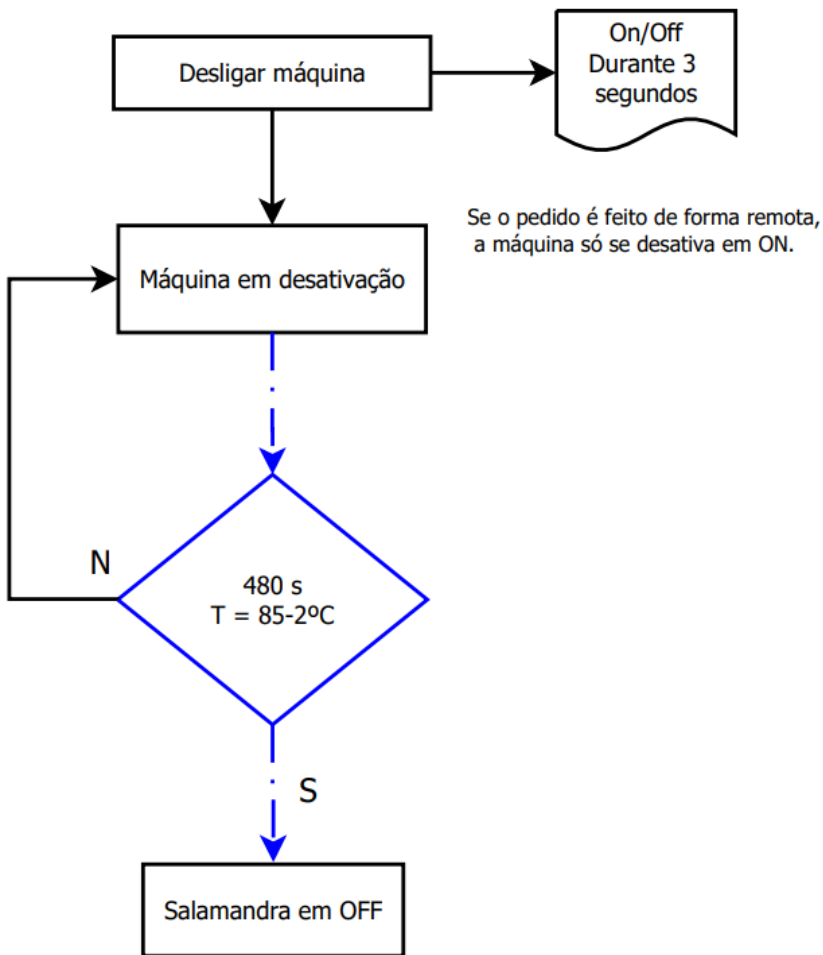 Desligar máquina
On/Off
Durante 3
segundos
Se o pedido é feito de forma remota,
a máquina só se desativa em ON.
Máquina em desativação
N
480 s
T = 85-2ºC
S
Salamandra em OFF